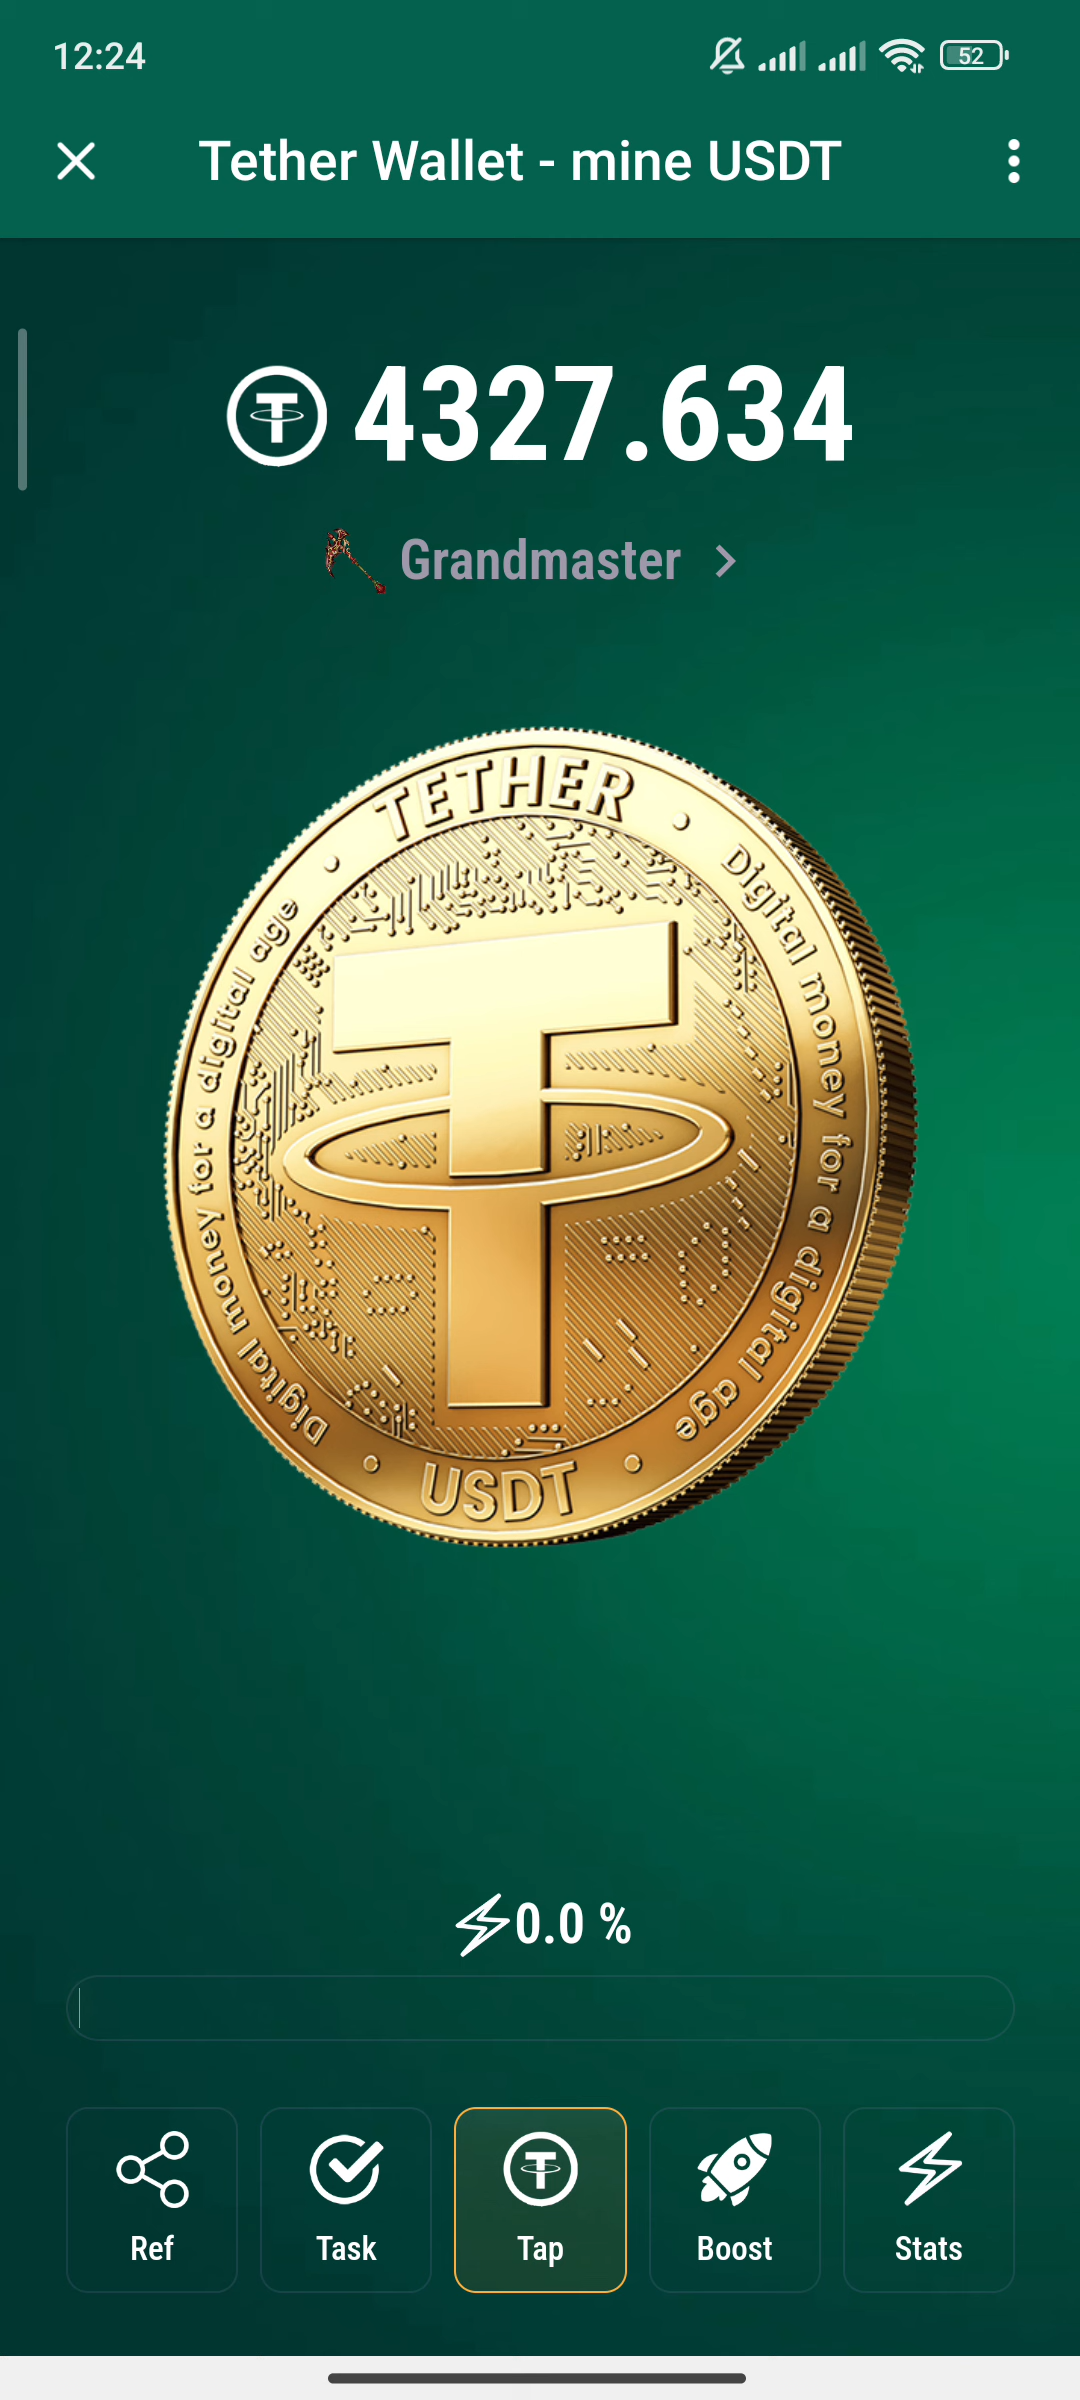 12:24
52
Tether Wallet - mine USDT
4327.634
Grandmaster
TETHER
Digital money for a digital age
Digital money for a digital age
USDT
0.0 %
Ref
Task
Tap
Boost
Stats